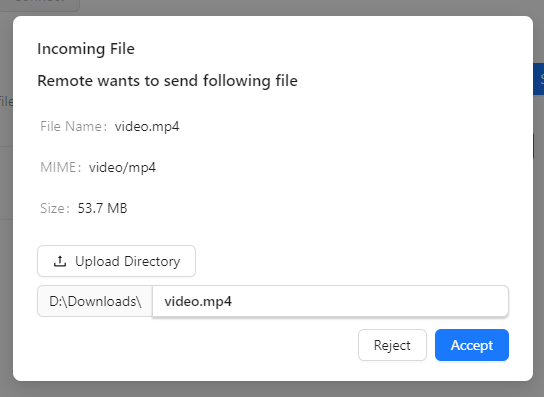 Incoming File
Remote wants to send following file
File Name: video.mp4
MIME: video/mp4
Size: 53.7 MB
Upload Directory
D:\Downloads\ video.mp4
Reject Accept